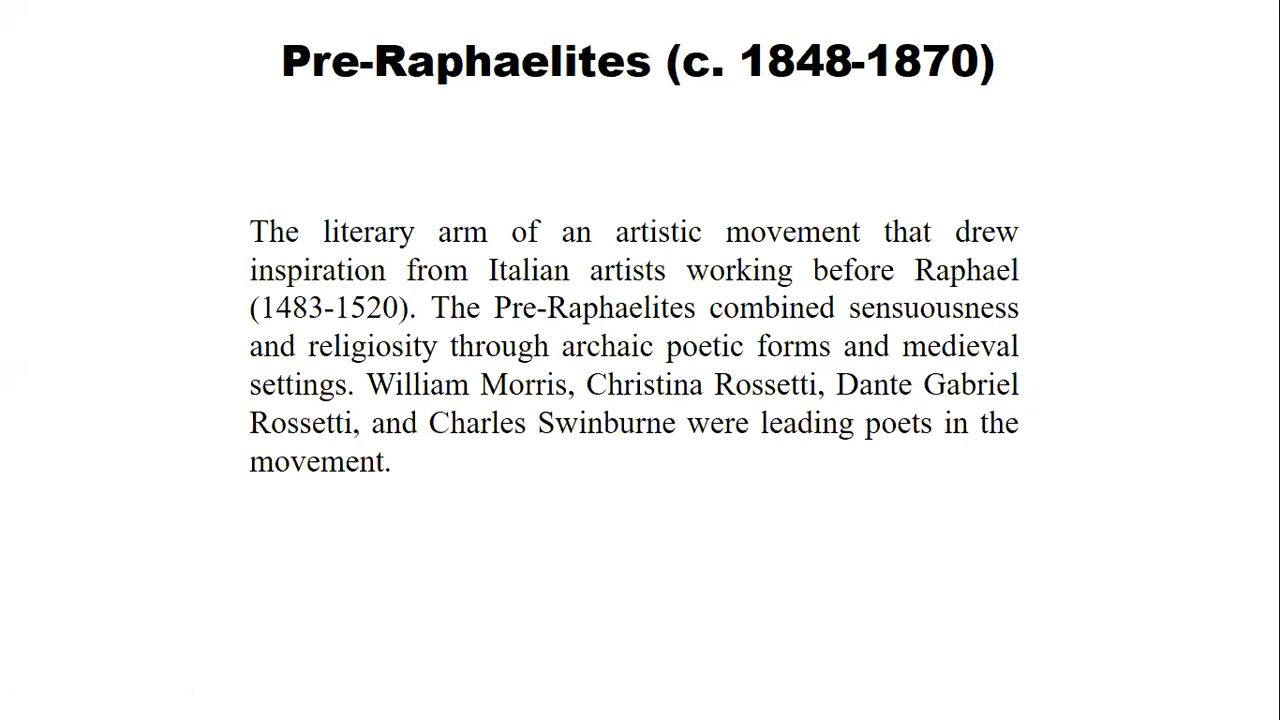 Pre-Raphaelites (c. 1848-1870)
The literary arm of an artistic movement that drew
inspiration from Italian artists working before Raphael
(1483-1520). The Pre-Raphaelites combined sensuousness
and religiosity through archaic poetic forms and medieval
settings. William Morris, Christina Rossetti, Dante Gabriel
Rossetti, and Charles Swinburne were leading poets in the
movement.